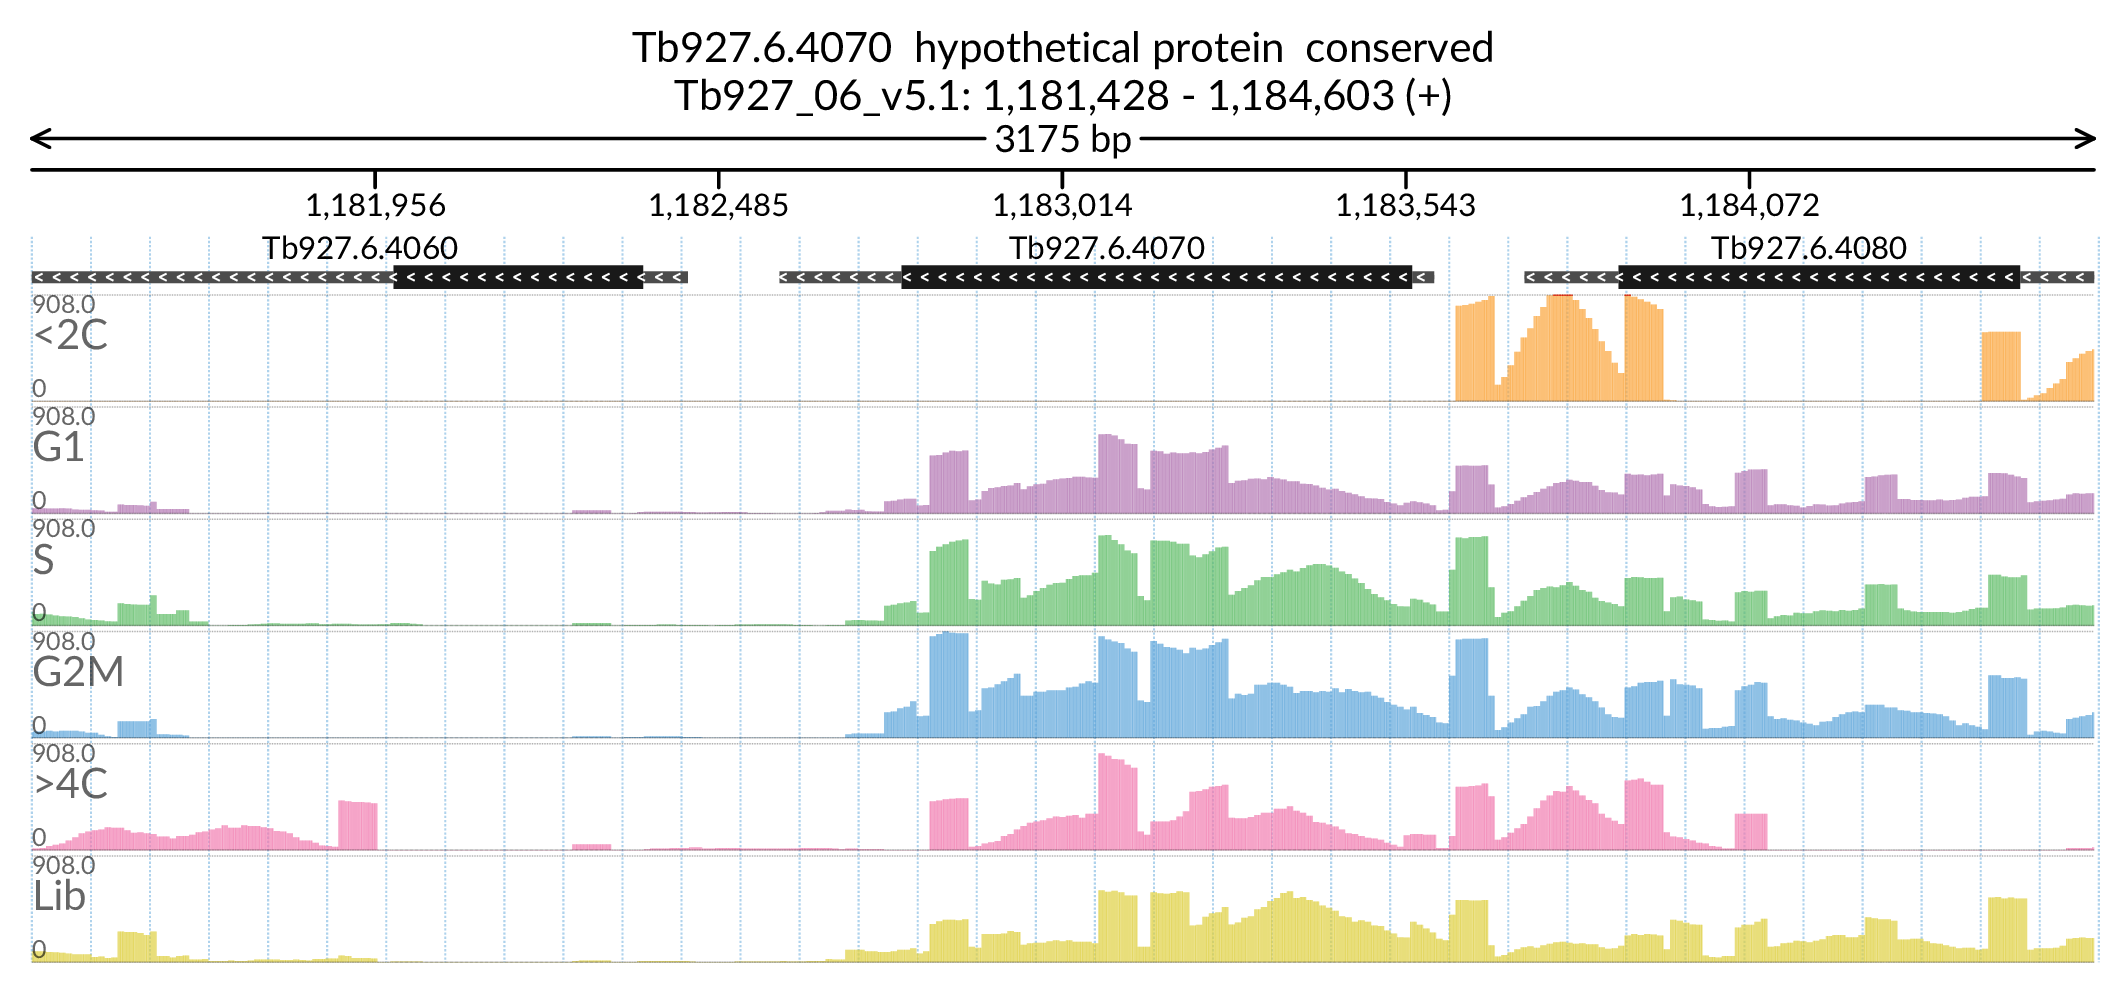 Tb927.6.4070  hypothetical protein  conserved
Tb927_06_v5.1: 1,181,428 - 1,184,603 (+)
3175 bp
1,181,956 1,182,485 1,183,014 1,183,543 1,184,072
Tb927.6.4060 Tb927.6.4070 Tb927.6.4080
908.0
<2C
0
908.0
G1
0
908.0
S
0
908.0
G2M
0
908.0
>4C
0
908.0
Lib
0